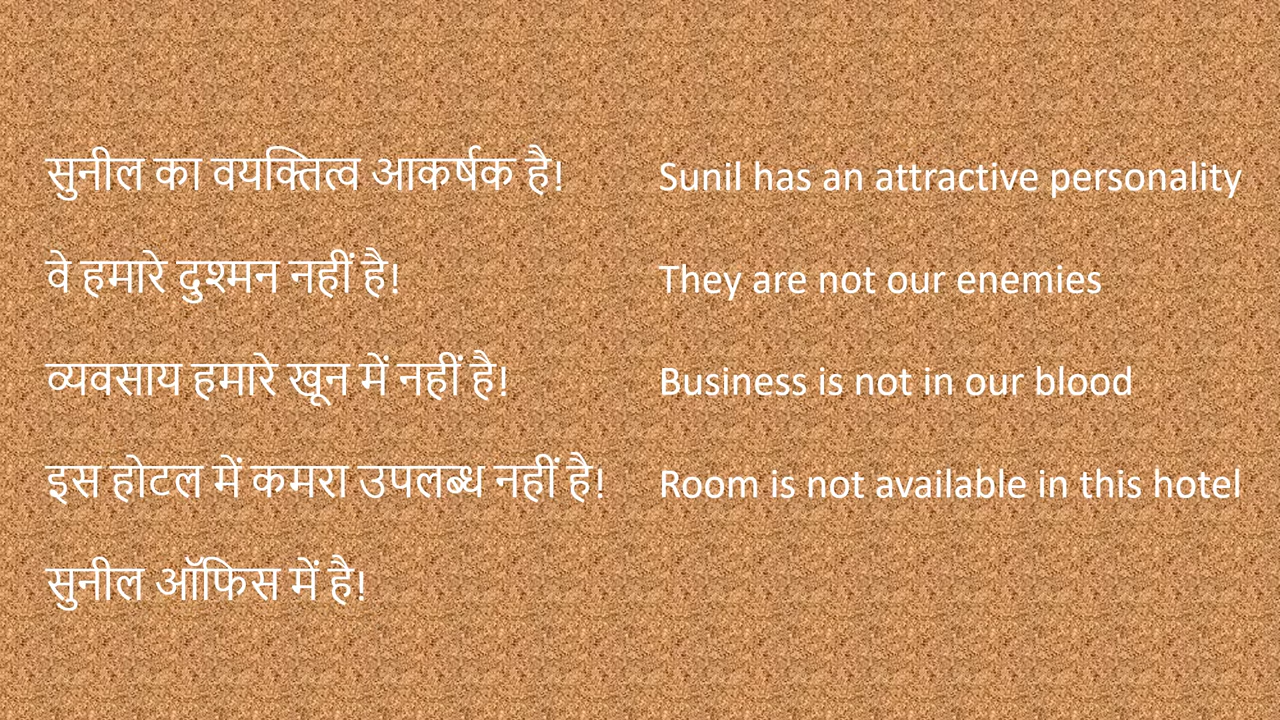 सुनील का वयक्तित्व आकर्षक है! Sunil has an attractive personality
वे हमारे दुश्मन नहीं है! They are not our enemies
व्यवसाय हमारे खून में नहीं है! Business is not in our blood
इस होटल में कमरा उपलब्ध नहीं है! Room is not available in this hotel
सुनील ऑफिस में है!